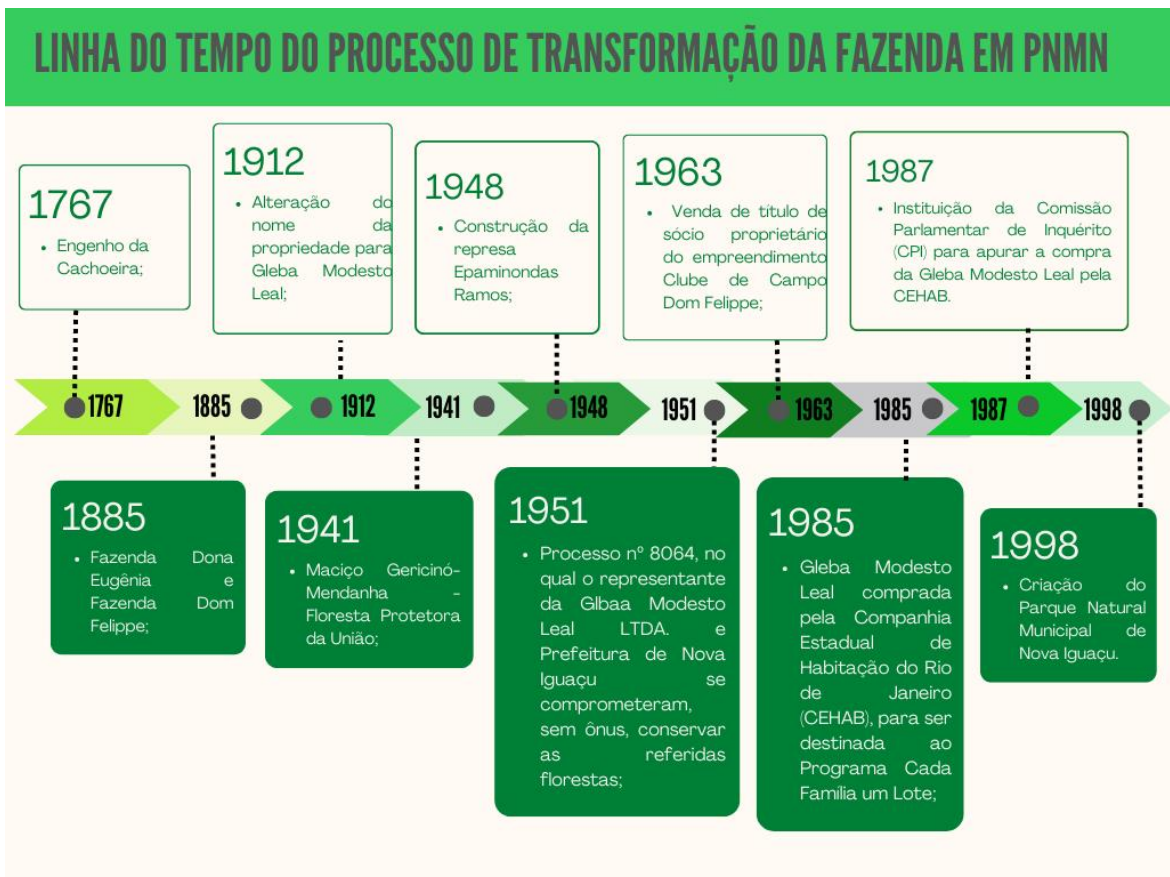 LINHA DO TEMPO DO PROCESSO DE TRANSFORMAÇÃO DA FAZENDA EM PNMN
1767
• Engenho da
Cachoeira;
1912
• Alteração do
nome da
propriedade para
Gleba Modesto
Leal;
1948
• Construção da
represa
Epaminondas
Ramos;
1963
• Venda de título de
sócio proprietário
do empreendimento
Clube de Campo
Dom Felippe;
1987
• Instituição da Comissão
Parlamentar de Inquérito
(CPI) para apurar a compra
da Gleba Modesto Leal pela
CEHAB.
1767 1885 1912 1941 1948 1951 1963 1985 1987 1998
1885
• Fazenda Dona
Eugênia e
Fazenda Dom
Felippe;
1941
• Maciço Gericinó-
Mendanha –
Floresta Protetora
da União;
1951
• Processo nº 8064, no
qual o representante
da Glbaa Modesto
Leal LTDA. e
Prefeitura de Nova
Iguaçu se
comprometeram,
sem ônus, conservar
as referidas
florestas;
1985
• Gleba Modesto
Leal comprada
pela Companhia
Estadual de
Habitação do Rio
de Janeiro
(CEHAB), para ser
destinada ao
Programa Cada
Família um Lote;
1998
• Criação do
Parque Natural
Municipal de
Nova Iguaçu.